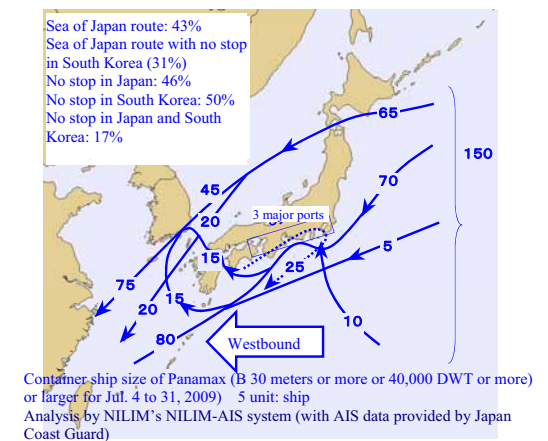 Sea of Japan route: 43%
Sea of Japan route with no stop
in South Korea (31%)
No stop in Japan: 46%
No stop in South Korea: 50%
No stop in Japan and South
Korea: 17%
65
150
70
45
20
3 major ports
5
15
25
75
15
20
10
80
Westbound
Container ship size of Panamax (B 30 meters or more or 40,000 DWT or more)
or larger for Jul. 4 to 31, 2009) 5 unit: ship
Analysis by NILIM's NILIM-AIS system (with AIS data provided by Japan
Coast Guard)